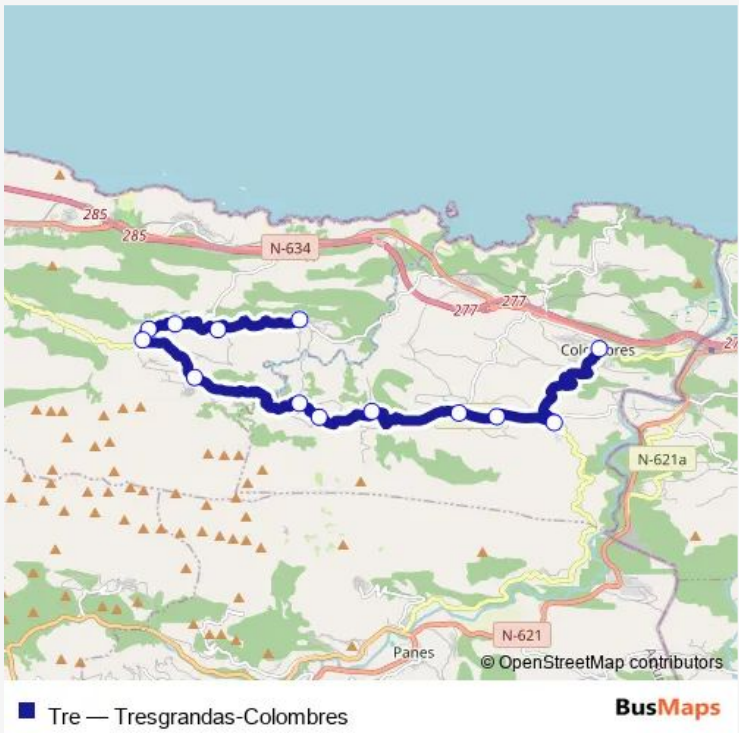 285
285
N-634
277
277
27
Colombres
N-621a
N-621
Panes
© OpenStreetMap contributors
Tre — Tresgrandas-Colombres
BusMaps